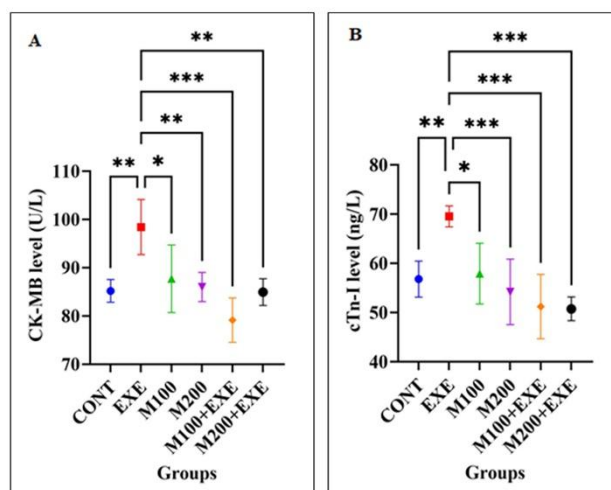 A
**
***
**
**
*
CK-MB level (U/L)
110
100
90
80
70
CONT
EXE
M100
M200
M100+EXE
M200+EXE
Groups
B
***
***
**
***
*
cTn-I level (ng/L)
80
70
60
50
40
CONT
EXE
M100
M200
M100+EXE
M200+EXE
Groups